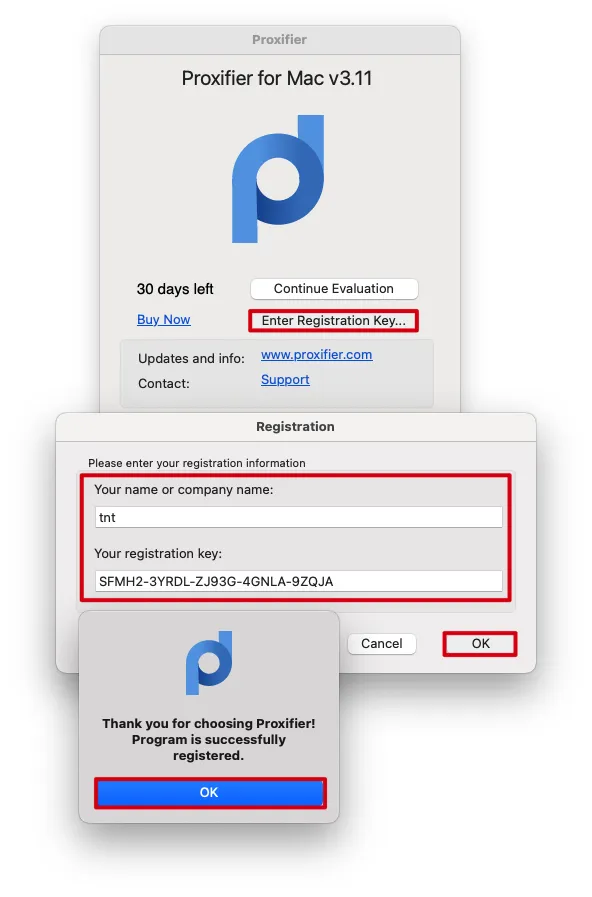 Proxifier
Proxifier for Mac v3.11
30 days left
Continue Evaluation
Buy Now
Enter Registration Key...
Updates and info:
www.proxifier.com
Contact:
Support
Registration
Please enter your registration information
Your name or company name:
tnt
Your registration key:
SFMH2-3YRDL-ZJ93G-4GNLA-9ZQJA
Cancel
OK
Thank you for choosing Proxifier!
Program is successfully
registered.
OK